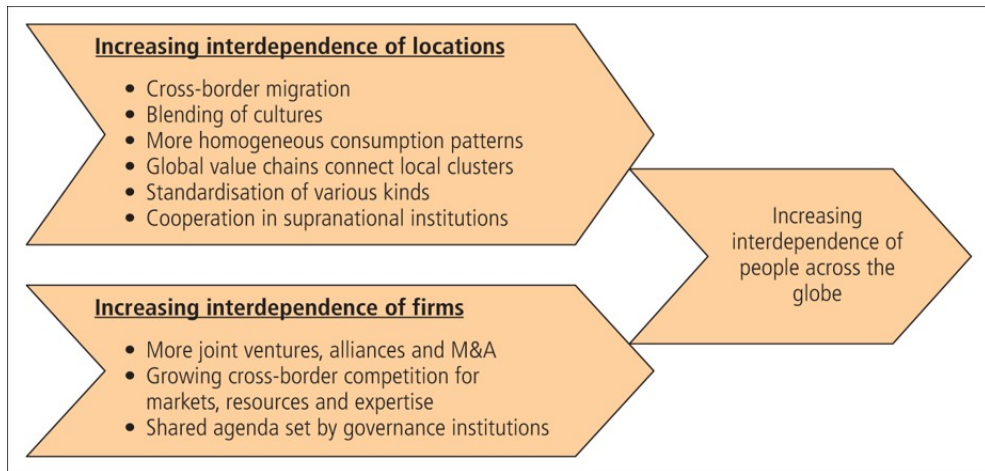 Increasing interdependence of locations
• Cross-border migration
• Blending of cultures
• More homogeneous consumption patterns
• Global value chains connect local clusters
• Standardisation of various kinds
• Cooperation in supranational institutions
Increasing
interdependence of
people across the
globe
Increasing interdependence of firms
• More joint ventures, alliances and M&A
• Growing cross-border competition for
markets, resources and expertise
• Shared agenda set by governance institutions